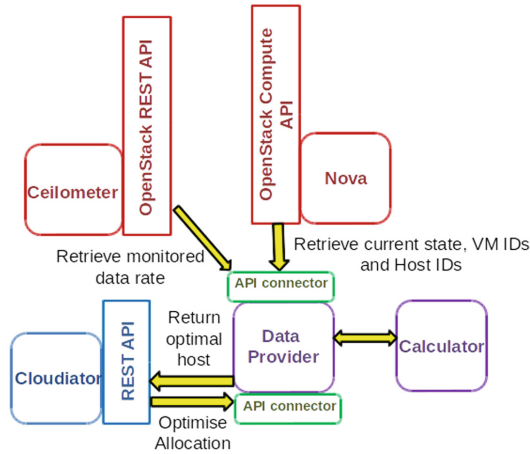 OpenStack REST API
OpenStack Compute
API
Ceilometer
Nova
Retrieve monitored
data rate
Retrieve current state, VM IDs
and Host IDs
API connector
Return
optimal
host
Data
Provider
Calculator
Cloudiator
REST API
API connector
Optimise
Allocation